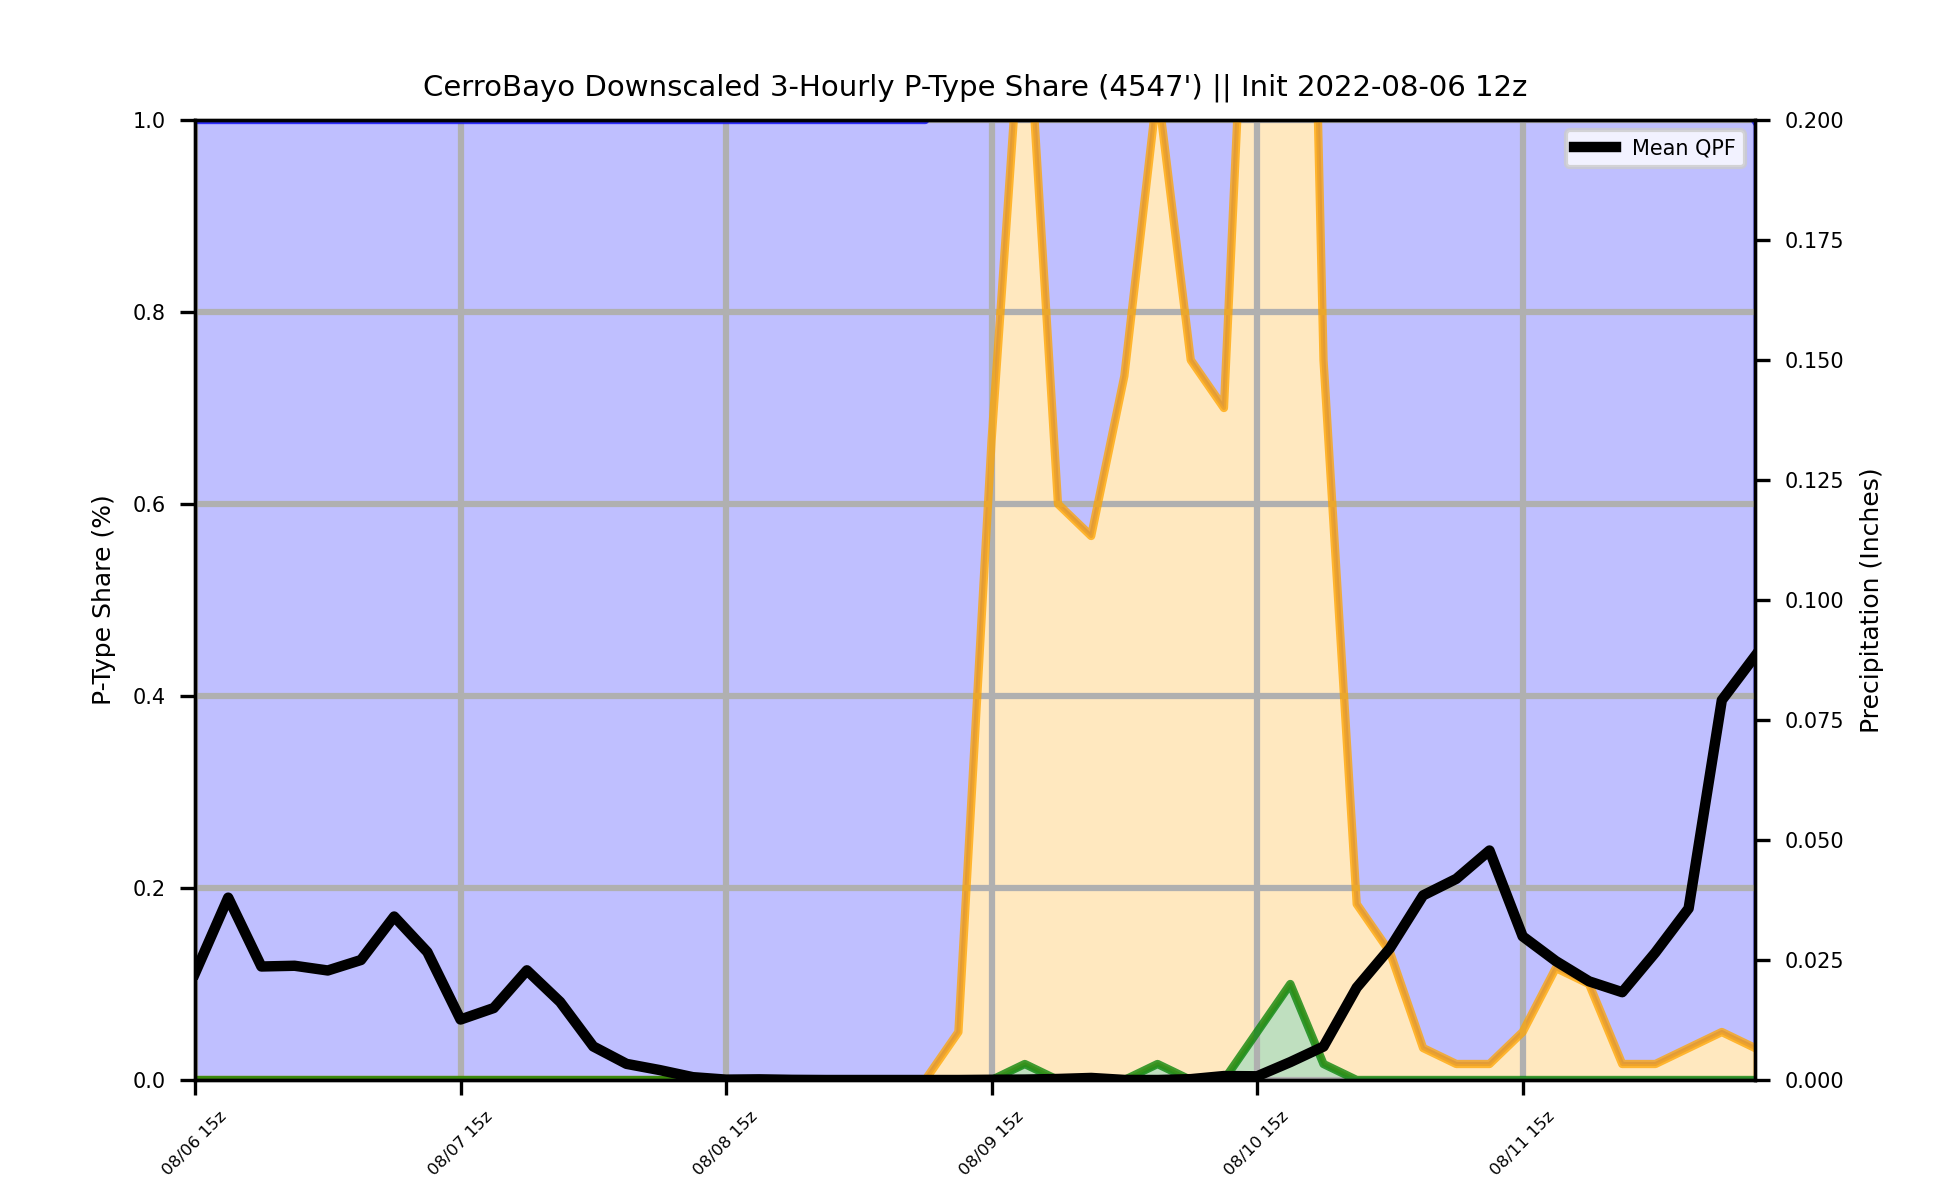 CerroBayo Downscaled 3-Hourly P-Type Share (4547') || Init 2022-08-06 12z
1.0
0.8
0.6
0.4
0.2
0.0
P-Type Share (%)
Mean QPF
0.200
0.175
0.150
0.125
0.100
0.075
0.050
0.025
0.000
Precipitation (Inches)
08/06 15z
08/07 15z
08/08 15z
08/09 15z
08/10 15z
08/11 15z